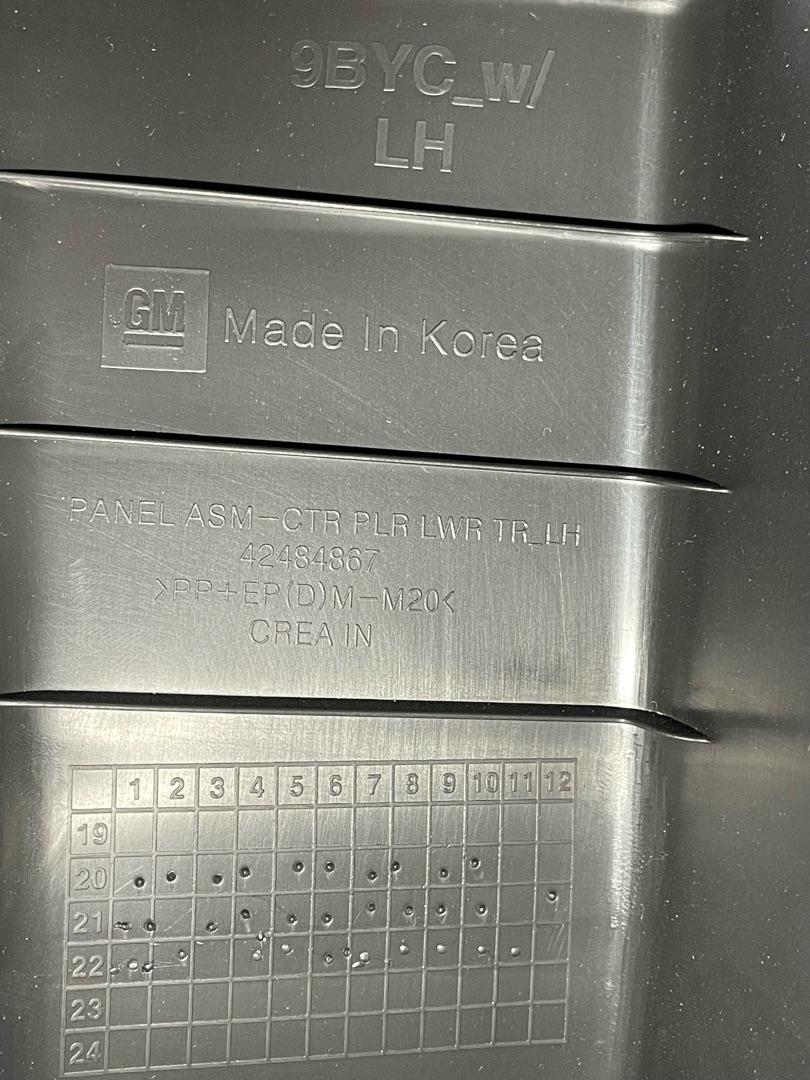 9BYC_w/
LH
GM Made In Korea
PANEL ASM-CTR PLR LWR TR_LH
42484867
>PP+EP(D)M-M20<
CREA IN
1 2 3 4 5 6 7 8 9 10 11 12
19
20
21
22
23
24